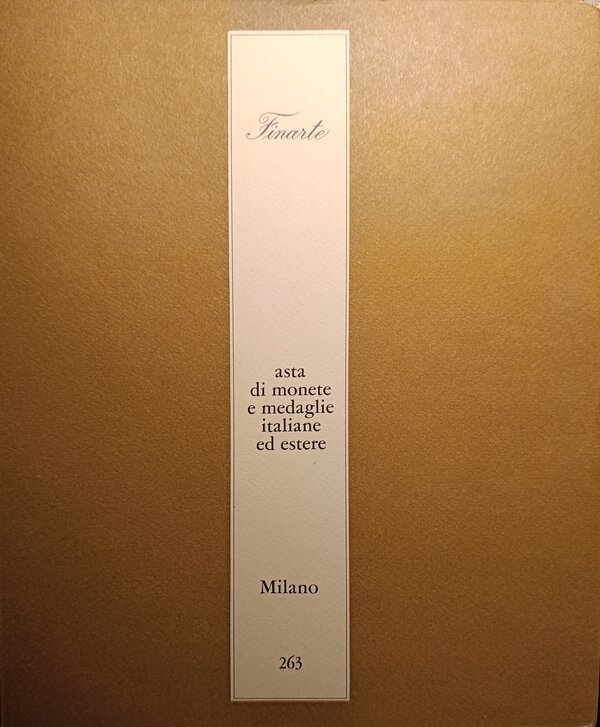 Finarte
asta
di monete
e medaglie
italiane
ed estere
Milano
263